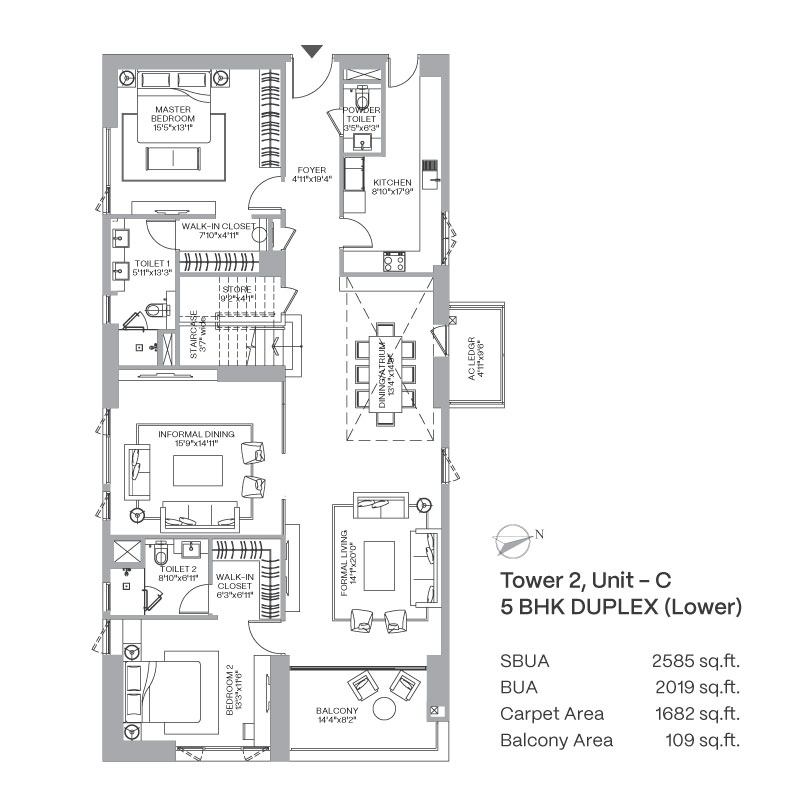 MASTER
BEDROOM
15'5"x13'1"
POWDER
TOILET
3'5"x6'3"
FOYER
4'11"x19'4"
KITCHEN
8'10"x17'9"
WALK-IN CLOSET
7'10"x4'11"
TOILET 1
5'11"x13'3"
STORE
9'2"x4'1"
STAIRCASE
3'7" wide
DINING/ATRIUM
AC LEDGR
4'11"x9'6"
INFORMAL DINING
15'9"x14'11"
FORMAL LIVING
14'1"x20'0"
TOILET 2
8'10"x6'11"
WALK-IN
CLOSET
6'3"x6'11"
BEDROOM 2
13'3"x11'6"
BALCONY
14'4"x8'2"
N
Tower 2, Unit – C
5 BHK DUPLEX (Lower)
SBUA 2585 sq.ft.
BUA 2019 sq.ft.
Carpet Area 1682 sq.ft.
Balcony Area 109 sq.ft.